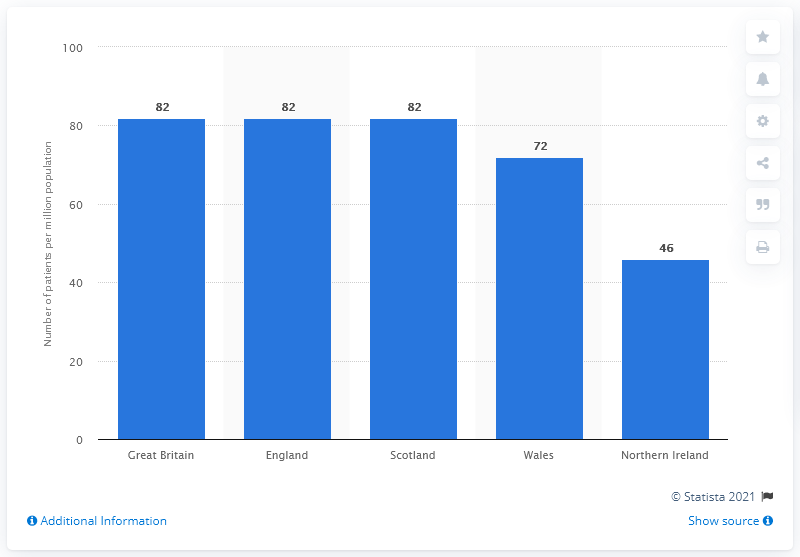 100
80
60
40
20
0
Number of patients per million population
82
82
82
72
46
Great Britain
England
Scotland
Wales
Northern Ireland
© Statista 2021
Additional Information
Show source